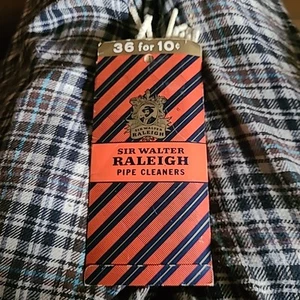 36 for 10¢
SIR WALTER
RALEIGH
SIR WALTER
RALEIGH
PIPE CLEANERS